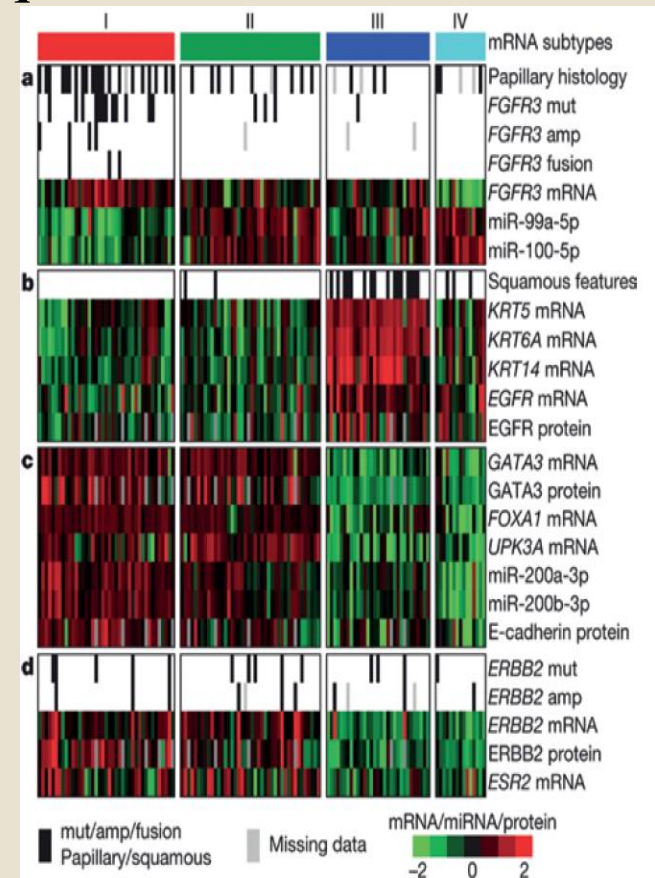 I II III IV
mRNA subtypes
a Papillary histology
FGFR3 mut
FGFR3 amp
FGFR3 fusion
FGFR3 mRNA
miR-99a-5p
miR-100-5p
b Squamous features
KRT5 mRNA
KRT6A mRNA
KRT14 mRNA
EGFR mRNA
EGFR protein
c GATA3 mRNA
GATA3 protein
FOXA1 mRNA
UPK3A mRNA
miR-200a-3p
miR-200b-3p
E-cadherin protein
d ERBB2 mut
ERBB2 amp
ERBB2 mRNA
ERBB2 protein
ESR2 mRNA
mut/amp/fusion
Papillary/squamous
Missing data
mRNA/miRNA/protein
−2 0 2